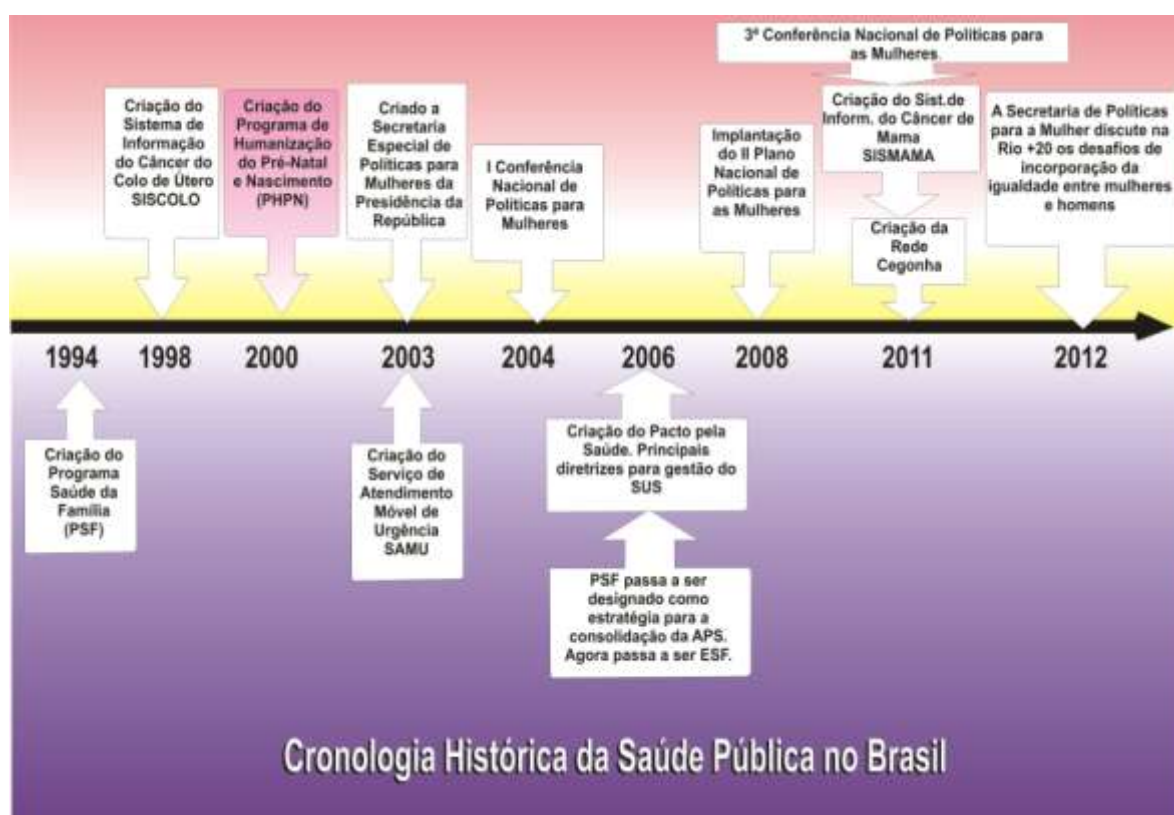 3ª Conferência Nacional de Políticas para
as Mulheres
Criação do
Sistema de
Informação
do Câncer do
Colo de Útero
SISCOLO
Criação do
Programa de
Humanização
do Pré-Natal
e Nascimento
(PHPN)
Criado a
Secretaria
Especial de
Políticas para
Mulheres da
Presidência da
República
I Conferência
Nacional de
Políticas para
Mulheres
Implantação
do II Plano
Nacional de
Políticas para
as Mulheres
Criação do Sist.de
Inform. do Câncer de
Mama
SISMAMA
Criação da
Rede
Cegonha
A Secretaria de Políticas
para a Mulher discute na
Rio +20 os desafios de
incorporação da
igualdade entre mulheres
e homens
1994 1998 2000 2003 2004 2006 2008 2011 2012
Criação do
Programa
Saúde da
Família
(PSF)
Criação do
Serviço de
Atendimento
Móvel de
Urgência
SAMU
Criação do Pacto pela
Saúde. Principais
diretrizes para gestão do
SUS
PSF passa a ser
designado como
estratégia para a
consolidação da APS.
Agora passa a ser ESF.
Cronologia Histórica da Saúde Pública no Brasil